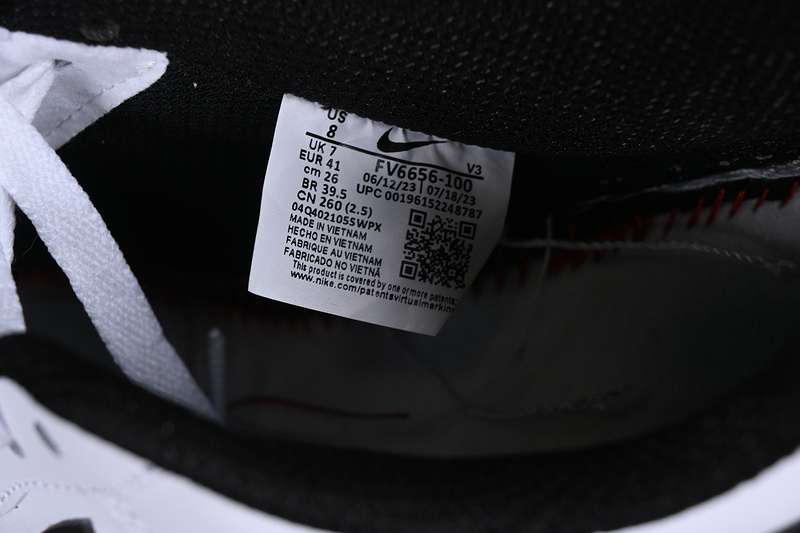 US
8
UK 7
EUR 41
cm 26
BR 39.5
CN 260 (2.5)
V3
FV6656-100
06/12/23 | 07/18/23
UPC 00196152248787
04Q402105SWPX
MADE IN VIETNAM
HECHO EN VIETNAM
FABRIQUE AU VIETNAM
FABRICADO NO VIETNÃ
This product is covered by one or more patents.
www.nike.com/patentsvirtualmarkin